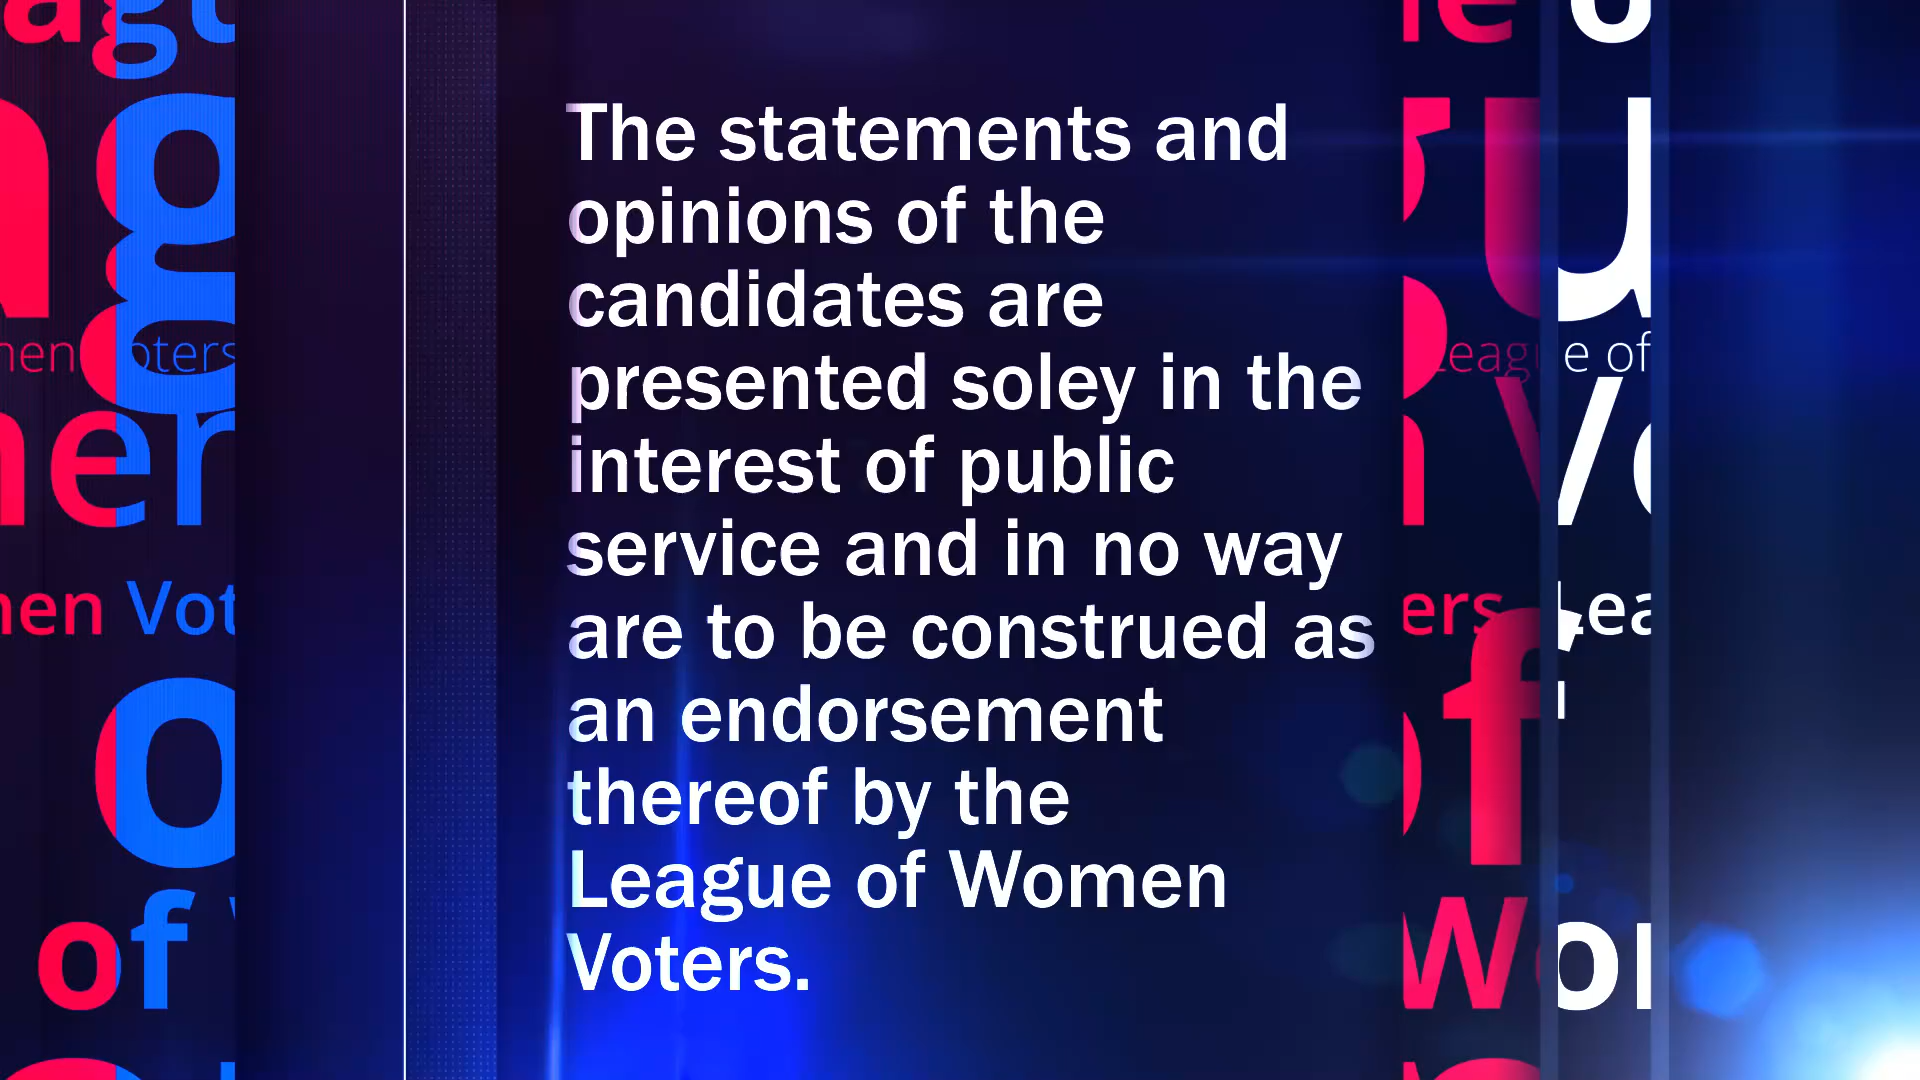 The statements and
opinions of the
candidates are
presented soley in the
interest of public
service and in no way
are to be construed as
an endorsement
thereof by the
League of Women
Voters.